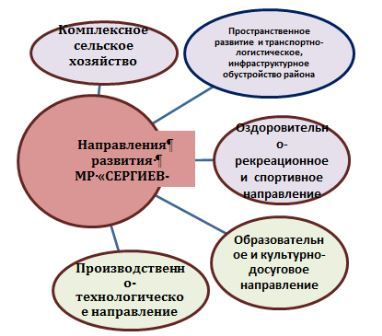 Комплексное
сельское
хозяйство
Пространственное
развитие и транспортно-
логистическое,
инфраструктурное
обустройство района
Направления¶
развития·¶
МР·«СЕРГИЕВ-
Оздоровительн
о-
рекреационное
и спортивное
направление
Образовательн
ое и культурно-
досуговое
направление
Производственн
о-
технологическо
е направление